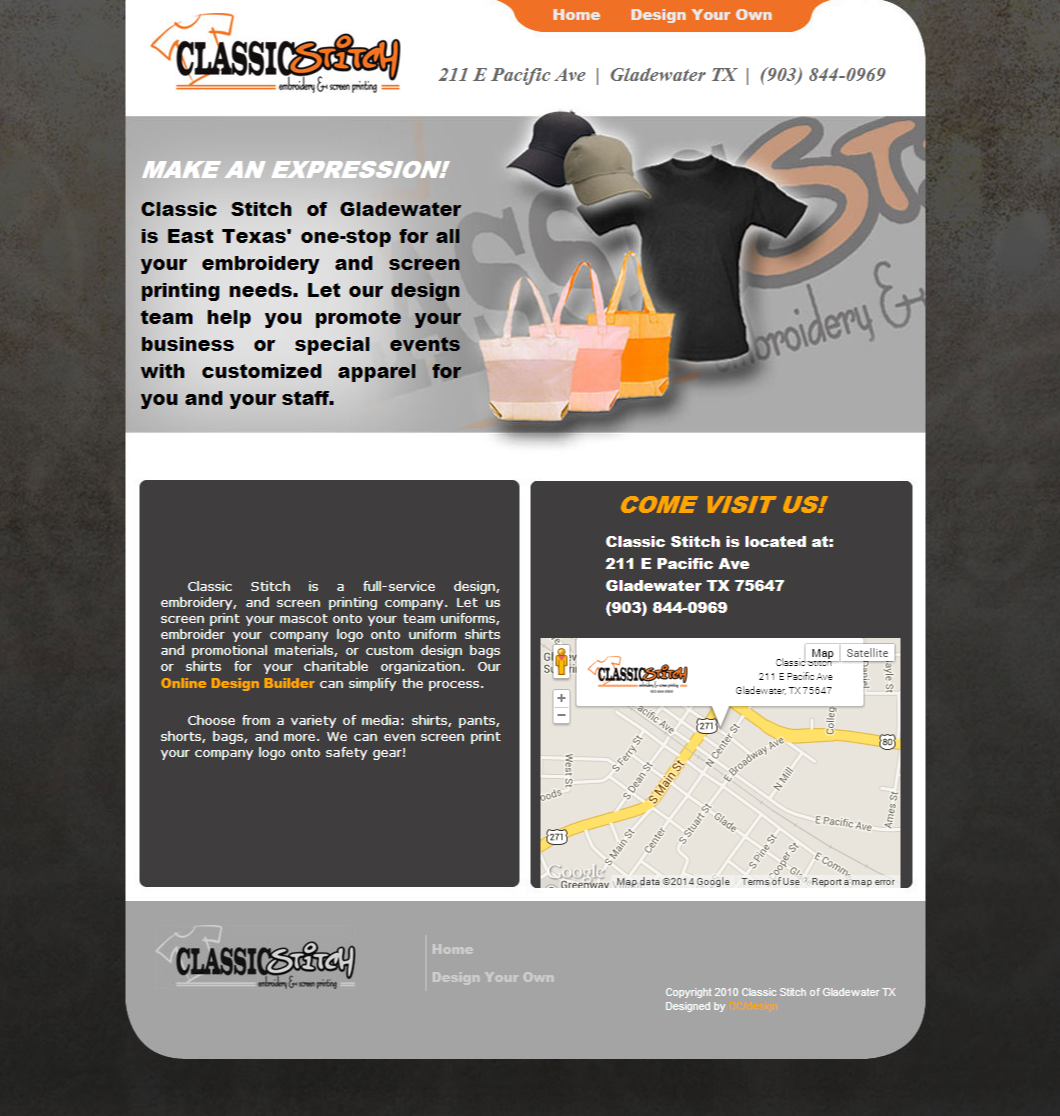 Home Design Your Own
CLASSIC STITCH
embroidery & screen printing
211 E Pacific Ave | Gladewater TX | (903) 844-0969
MAKE AN EXPRESSION!
Classic Stitch of Gladewater
is East Texas' one-stop for all
your embroidery and screen
printing needs. Let our design
team help you promote your
business or special events
with customized apparel for
you and your staff.
embroidery &
Classic Stitch is a full-service design,
embroidery, and screen printing company. Let us
screen print your mascot onto your team uniforms,
embroider your company logo onto uniform shirts
and promotional materials, or custom design bags
or shirts for your charitable organization. Our
Online Design Builder can simplify the process.
Choose from a variety of media: shirts, pants,
shorts, bags, and more. We can even screen print
your company logo onto safety gear!
COME VISIT US!
Classic Stitch is located at:
211 E Pacific Ave
Gladewater TX 75647
(903) 844-0969
Map Satellite
CLASSIC STITCH
Classic Stitch
211 E Pacific Ave
Gladewater, TX 75647
+
−
271
80
Pacific Ave
N Center St
E Broadway Ave
S Ferry St
West St
S Dean St
S Main St
N Mill
E Pacific Ave
Ames St
S Stuart St
Glade
271
S Main St
Center
S Pine St
E Comm
Google
Greenway
Map data ©2014 Google Terms of Use Report a map error
CLASSIC STITCH
embroidery & screen printing
Home
Design Your Own
Copyright 2010 Classic Stitch of Gladewater TX
Designed by DCIdesign